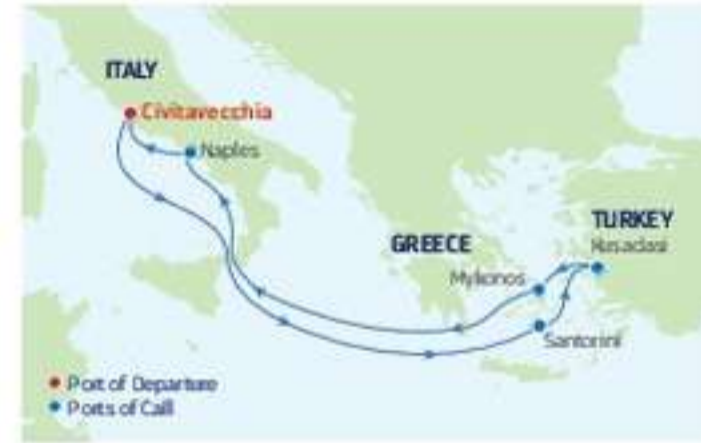 ITALY
Civitavecchia
Naples
TURKEY
Kusadasi
GREECE
Mykonos
Santorini
Port of Departure
Ports of Call